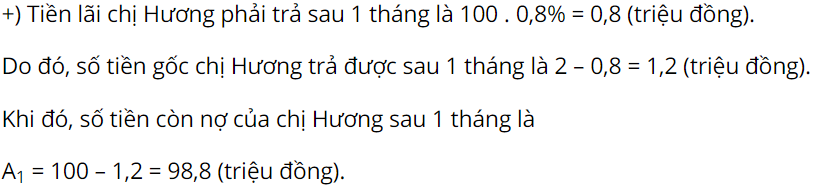 +) Tiền lãi chị Hương phải trả sau 1 tháng là 100 . 0,8% = 0,8 (triệu đồng).
Do đó, số tiền gốc chị Hương trả được sau 1 tháng là 2 – 0,8 = 1,2 (triệu đồng).
Khi đó, số tiền còn nợ của chị Hương sau 1 tháng là
A₁ = 100 – 1,2 = 98,8 (triệu đồng).